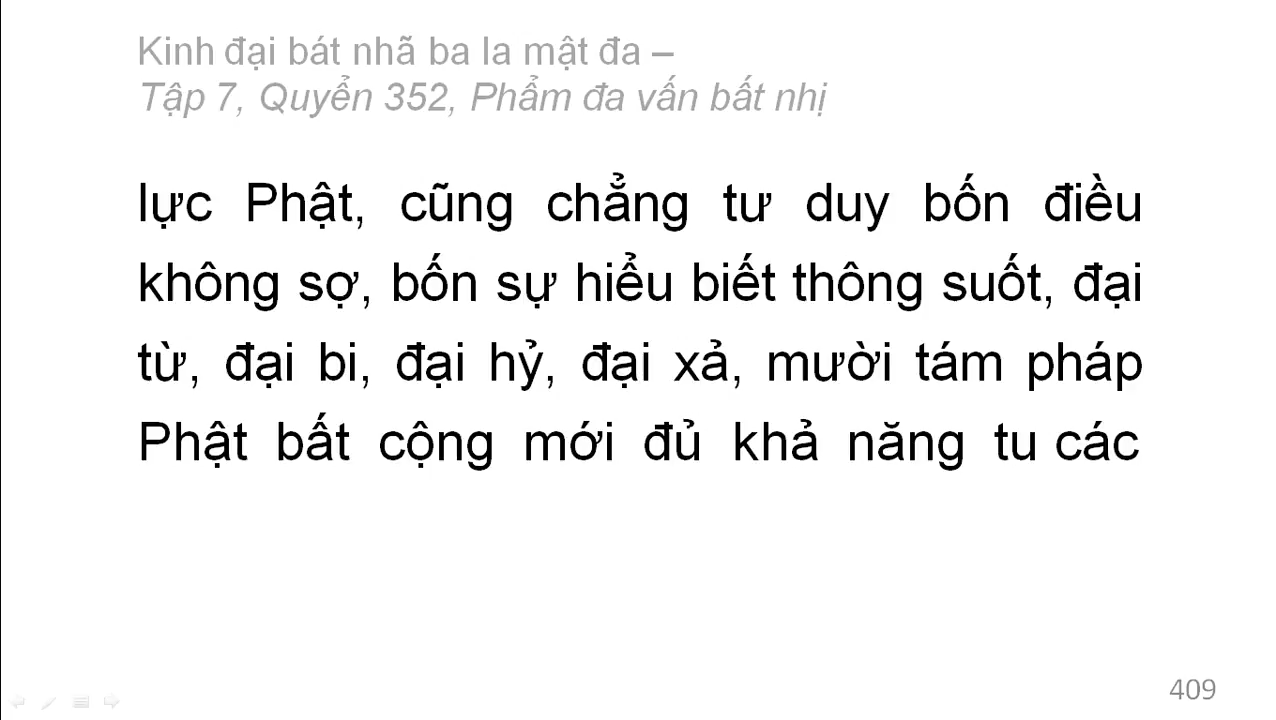 Kinh đại bát nhã ba la mật đa –
Tập 7, Quyển 352, Phẩm đa vấn bất nhị
lực Phật, cũng chẳng tư duy bốn điều
không sợ, bốn sự hiểu biết thông suốt, đại
từ, đại bi, đại hỷ, đại xả, mười tám pháp
Phật bất cộng mới đủ khả năng tu các
409